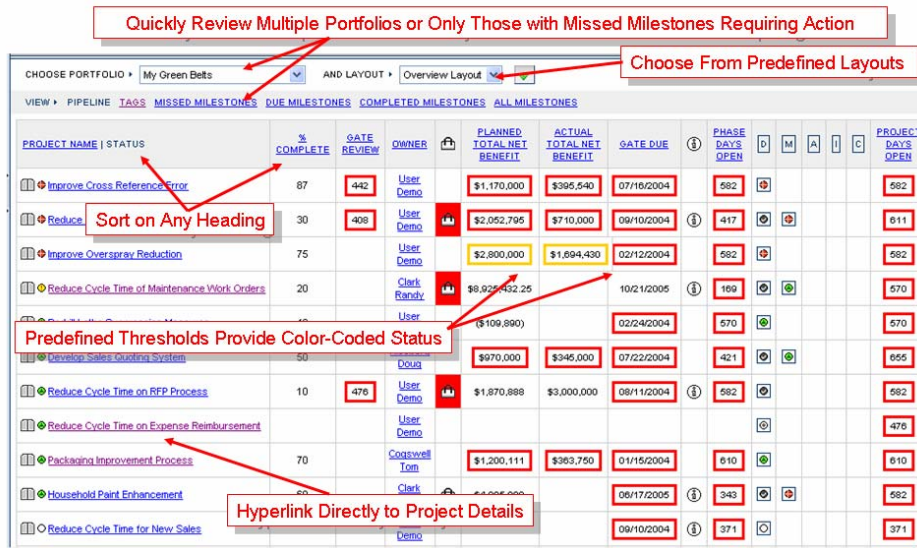 Quickly Review Multiple Portfolios or Only Those with Missed Milestones Requiring Action
Choose From Predefined Layouts
CHOOSE PORTFOLIO My Green Belts AND LAYOUT Overview Layout
VIEW PIPELINE TAGS MISSED MILESTONES DUE MILESTONES COMPLETED MILESTONES ALL MILESTONES
PROJECT NAME | STATUS % COMPLETE GATE REVIEW OWNER PLANNED TOTAL NET BENEFIT ACTUAL TOTAL NET BENEFIT GATE DUE PHASE DAYS OPEN D M A I C PROJECT DAYS OPEN
Improve Cross Reference Error 87 442 User Demo $1,170,000 $395,540 07/16/2004 582 582
Sort on Any Heading
Reduce 30 408 User Demo $2,052,795 $710,000 09/10/2004 417 611
Improve Overspray Reduction 75 User Demo $2,800,000 $1,694,430 02/12/2004 582 582
Reduce Cycle Time of Maintenance Work Orders 20 Clark Randy $8,925,432.25 10/21/2005 169 570
User ($109,890) 02/24/2004 570 570
Predefined Thresholds Provide Color-Coded Status
Develop Sales Quoting System 50 Doug $970,000 $345,000 07/22/2004 421 655
Reduce Cycle Time on RFP Process 10 476 User Demo $1,870,888 $3,000,000 08/11/2004 582 582
Reduce Cycle Time on Expense Reimbursement User Demo 476
Packaging Improvement Process 70 Cogswell Tom $1,200,111 $363,750 01/15/2004 610 610
Household Paint Enhancement Clark 06/17/2005 343 582
Hyperlink Directly to Project Details
Reduce Cycle Time for New Sales Demo 09/10/2004 371 371